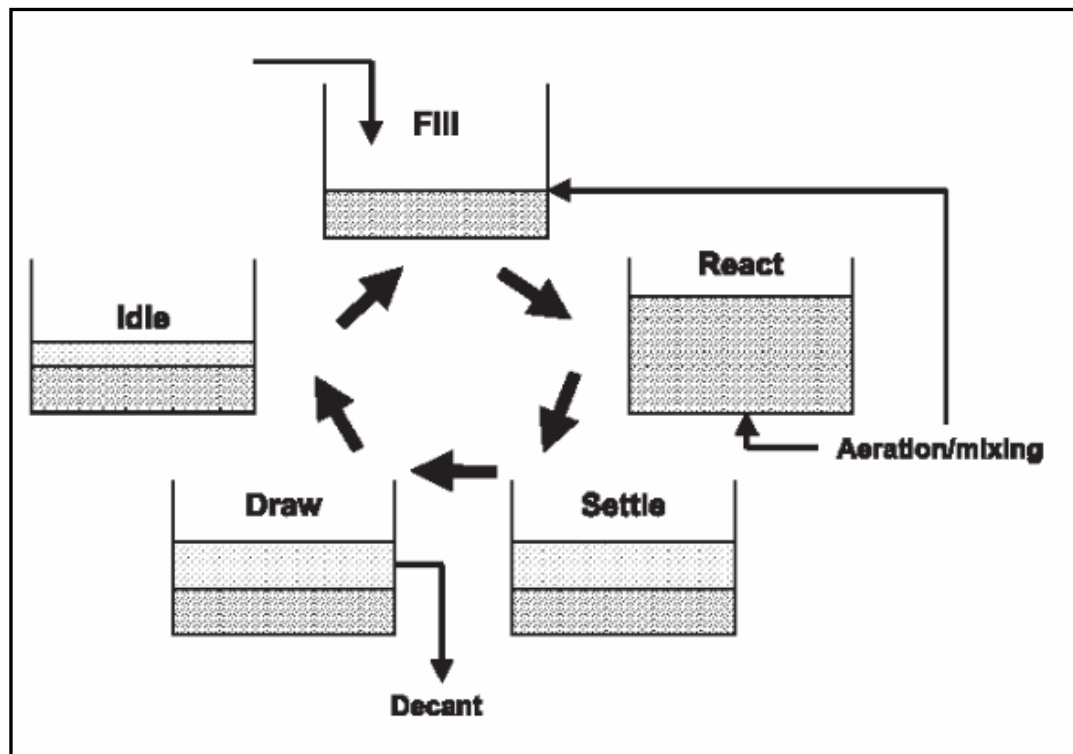 Fill
React
Idle
Aeration/mixing
Draw
Settle
Decant